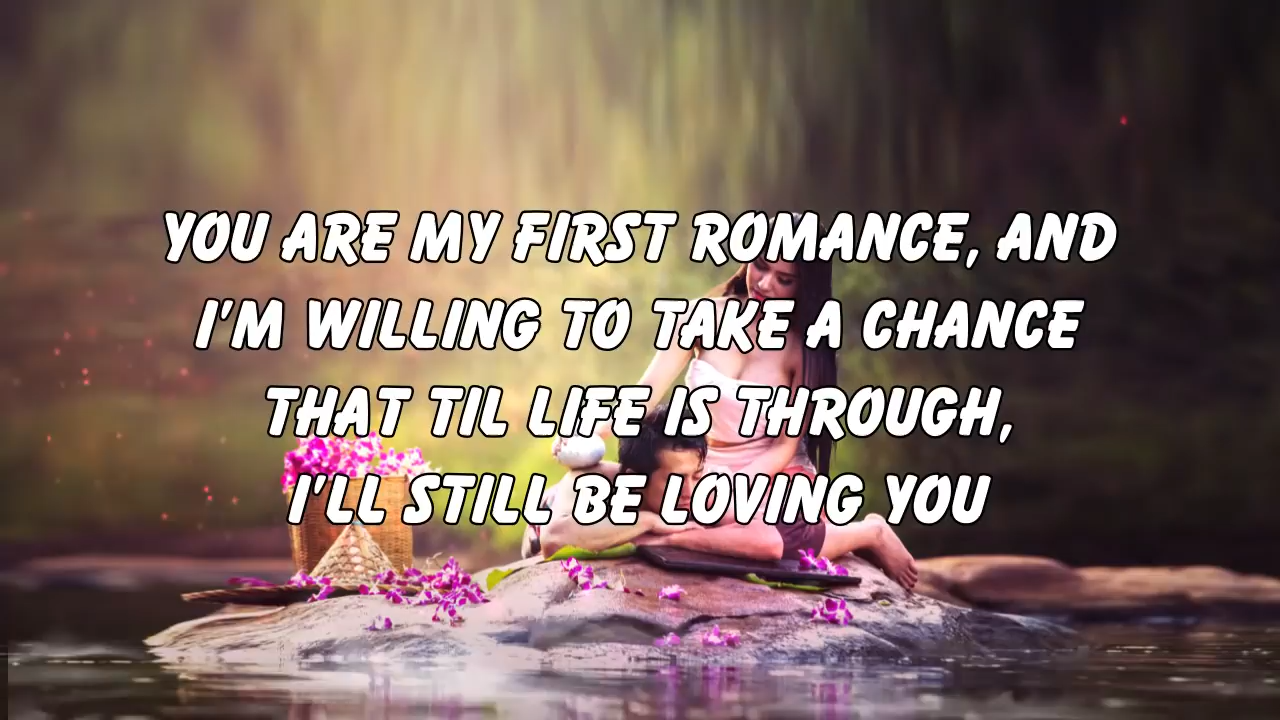 YOU ARE MY FIRST ROMANCE, AND
I'M WILLING TO TAKE A CHANCE
THAT TIL LIFE IS THROUGH,
I'LL STILL BE LOVING YOU